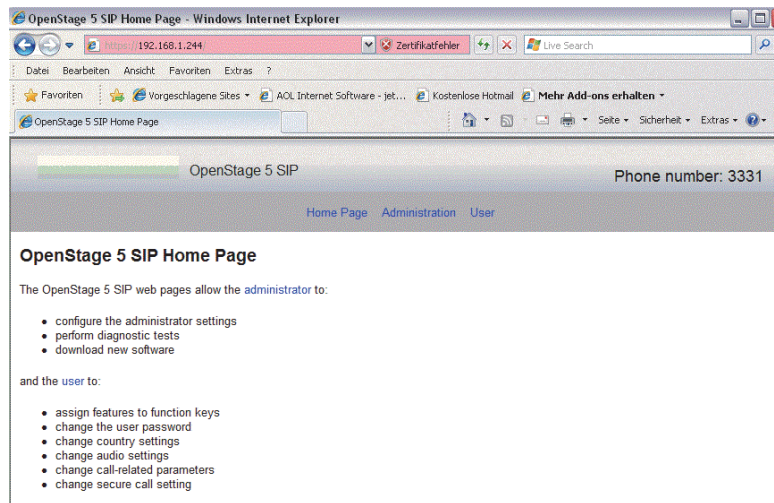 OpenStage 5 SIP Home Page - Windows Internet Explorer
https://192.168.1.244/ Zertifikatfehler Live Search
Datei Bearbeiten Ansicht Favoriten Extras ?
Favoriten Vorgeschlagene Sites AOL Internet Software - jet... Kostenlose Hotmail Mehr Add-ons erhalten
OpenStage 5 SIP Home Page Seite Sicherheit Extras
OpenStage 5 SIP
Phone number: 3331
Home Page Administration User
OpenStage 5 SIP Home Page
The OpenStage 5 SIP web pages allow the administrator to:
• configure the administrator settings
• perform diagnostic tests
• download new software
and the user to:
• assign features to function keys
• change the user password
• change country settings
• change audio settings
• change call-related parameters
• change secure call setting